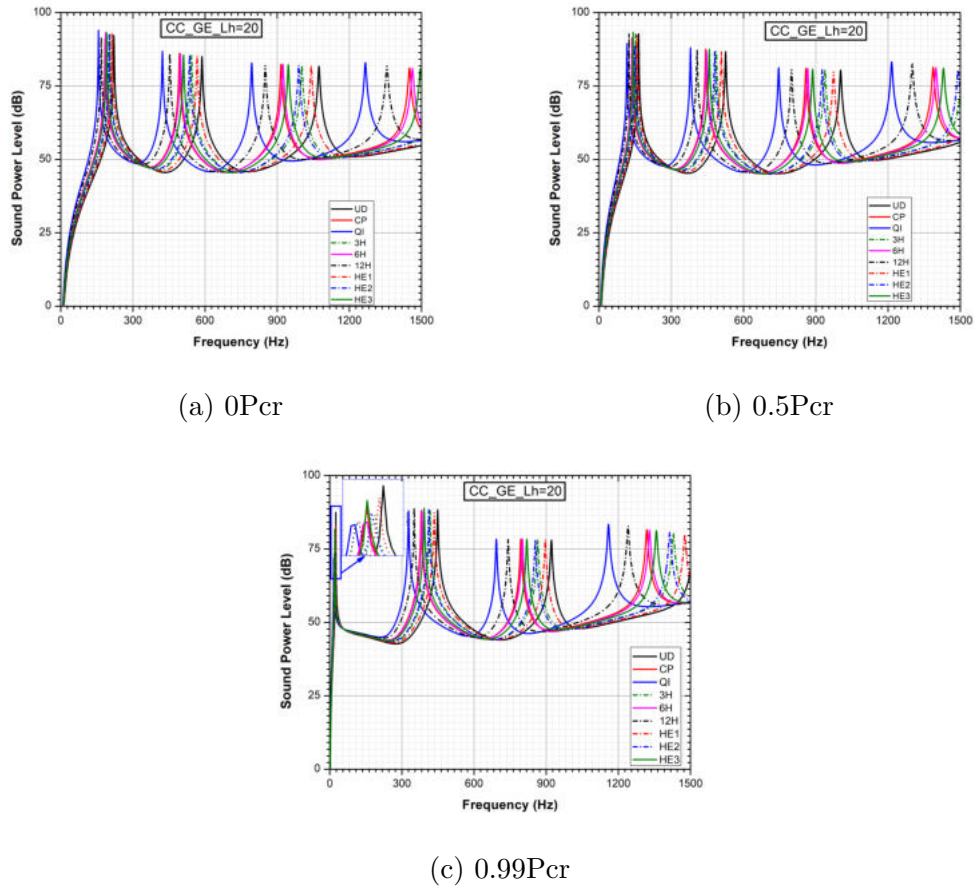 CC_GE_Lh=20
Sound Power Level (dB)
100
75
50
25
0
UD
CP
QI
3H
6H
12H
HE1
HE2
HE3
0 300 600 900 1200 1500
Frequency (Hz)
(a) 0Pcr
CC_GE_Lh=20
Sound Power Level (dB)
100
75
50
25
0
UD
CP
QI
3H
6H
12H
HE1
HE2
HE3
0 300 600 900 1200 1500
Frequency (Hz)
(b) 0.5Pcr
CC_GE_Lh=20
Sound Power Level (dB)
100
75
50
25
0
UD
CP
QI
3H
6H
12H
HE1
HE2
HE3
0 300 600 900 1200 1500
Frequency (Hz)
(c) 0.99Pcr